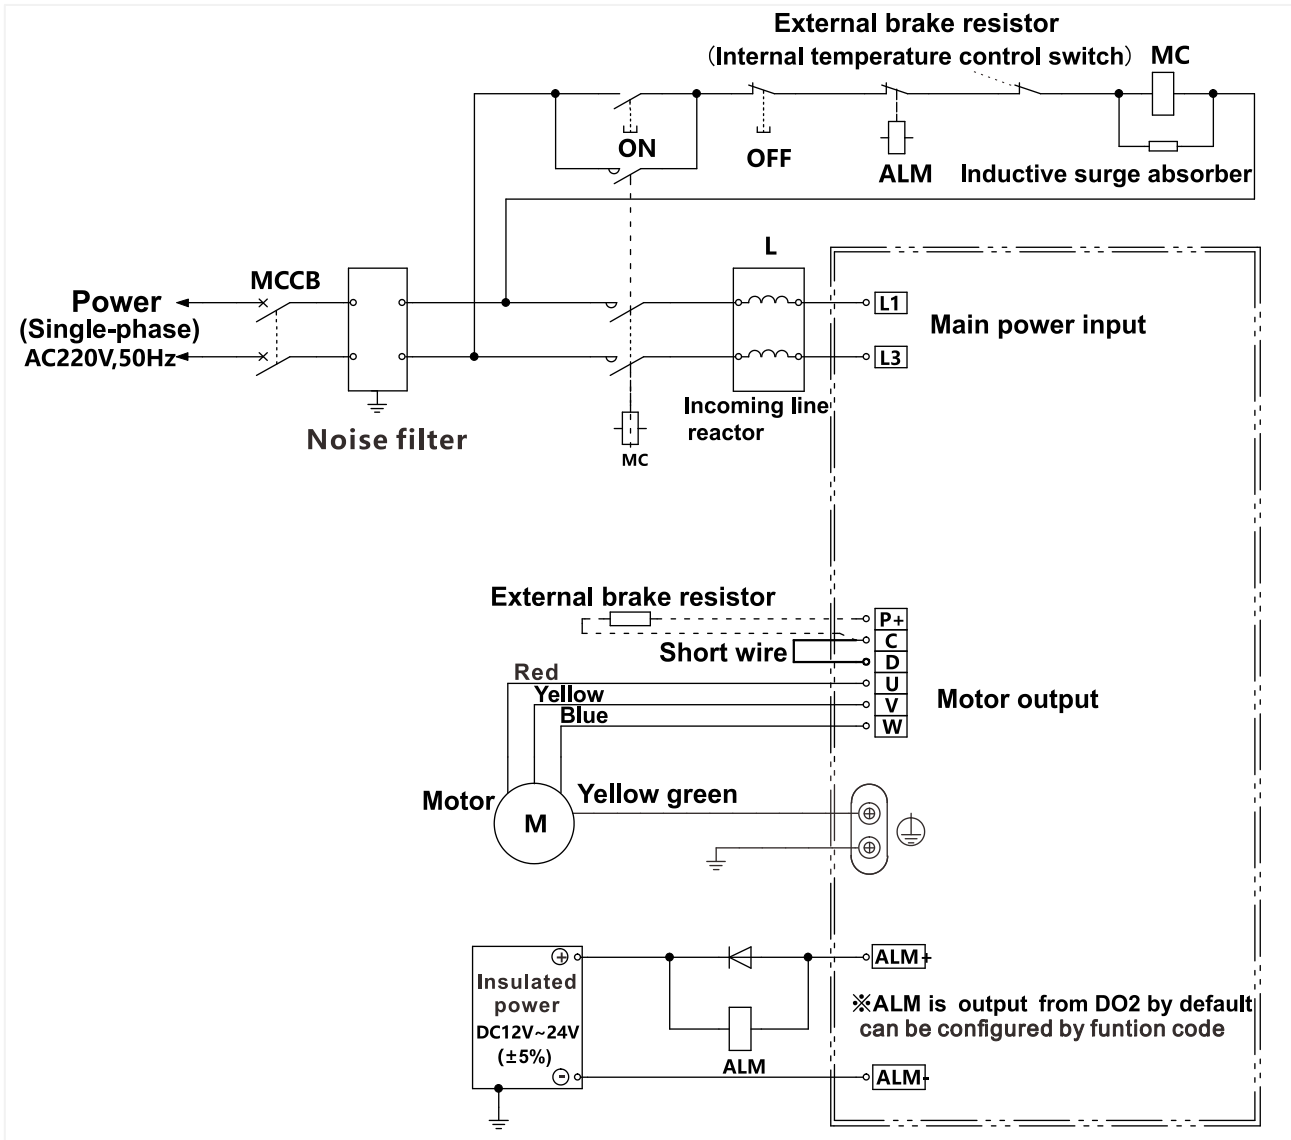 External brake resistor
(Internal temperature control switch)
MC
ON
OFF
ALM
Inductive surge absorber
L
MCCB
Power
(Single-phase)
AC220V,50Hz
L1
Main power input
L3
Noise filter
MC
Incoming line
reactor
External brake resistor
P+
C
Short wire
D
Red
U
Yellow
V
Blue
W
Motor output
Motor
M
Yellow green
+
ALM+
Insulated
power
DC12V~24V
(±5%)
-
※ALM is output from DO2 by default
can be configured by funtion code
ALM
ALM-